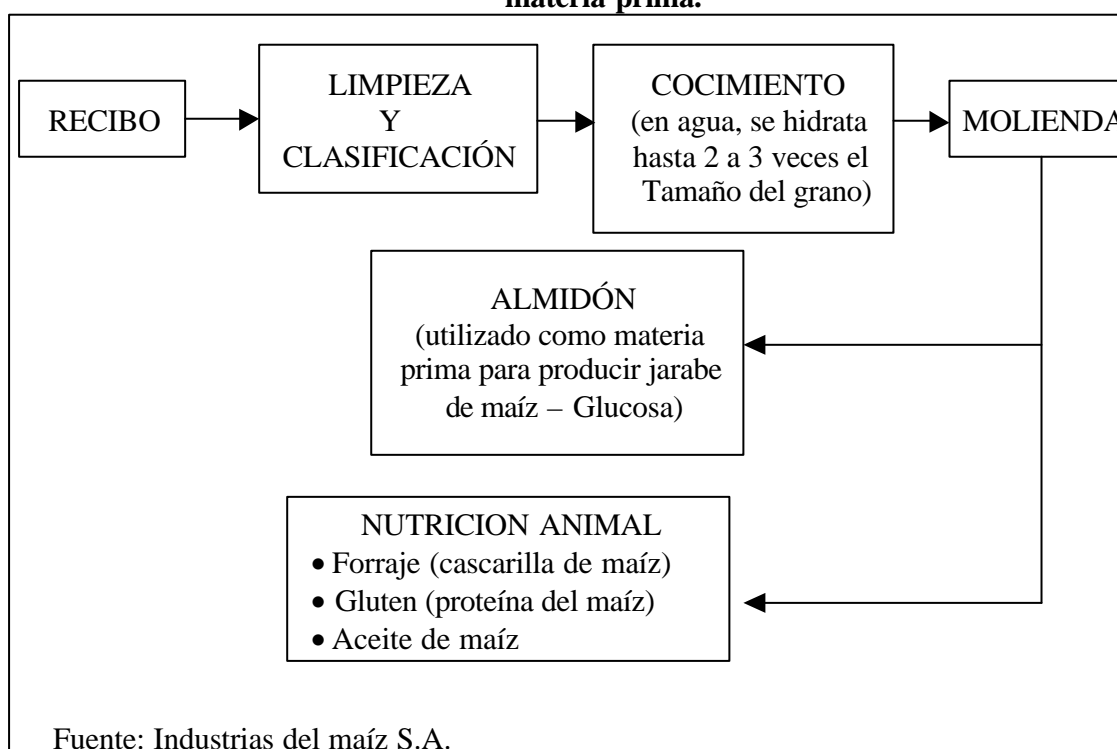 materia prima.
RECIBO
LIMPIEZA
Y
CLASIFICACIÓN
COCIMIENTO
(en agua, se hidrata
hasta 2 a 3 veces el
Tamaño del grano)
MOLIENDA
ALMIDÓN
(utilizado como materia
prima para producir jarabe
de maíz – Glucosa)
NUTRICION ANIMAL
• Forraje (cascarilla de maíz)
• Gluten (proteína del maíz)
• Aceite de maíz
Fuente: Industrias del maíz S.A.